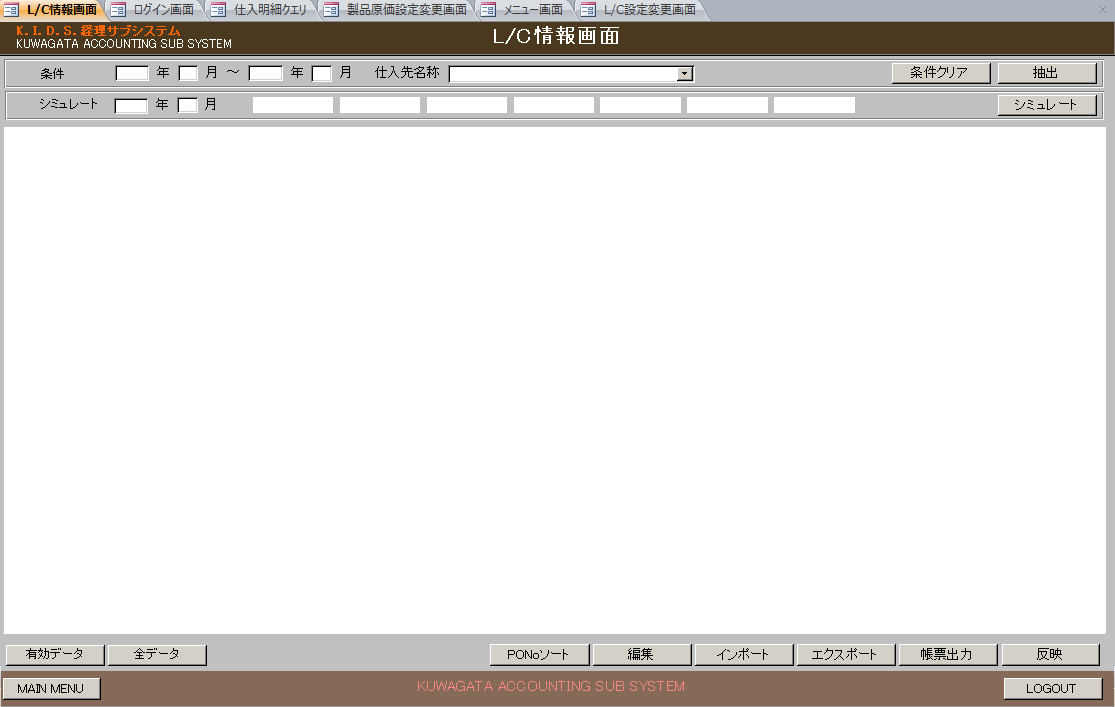 L/C情報画面 ログイン画面 仕入明細クエリ 製品原価設定変更画面 メニュー画面 L/C設定変更画面
K.I.D.S.経理サブシステム
KUWAGATA ACCOUNTING SUB SYSTEM
L/C情報画面
条件 年 月 ～ 年 月 仕入先名称 条件クリア 抽出
シミュレート 年 月 シミュレート
有効データ 全データ PONoソート 編集 インポート エクスポート 帳票出力 反映
MAIN MENU KUWAGATA ACCOUNTING SUB SYSTEM LOGOUT